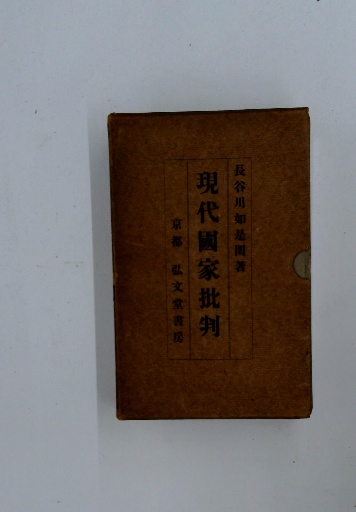 長谷川如是閑著
現代國家批判
京都 弘文堂書房